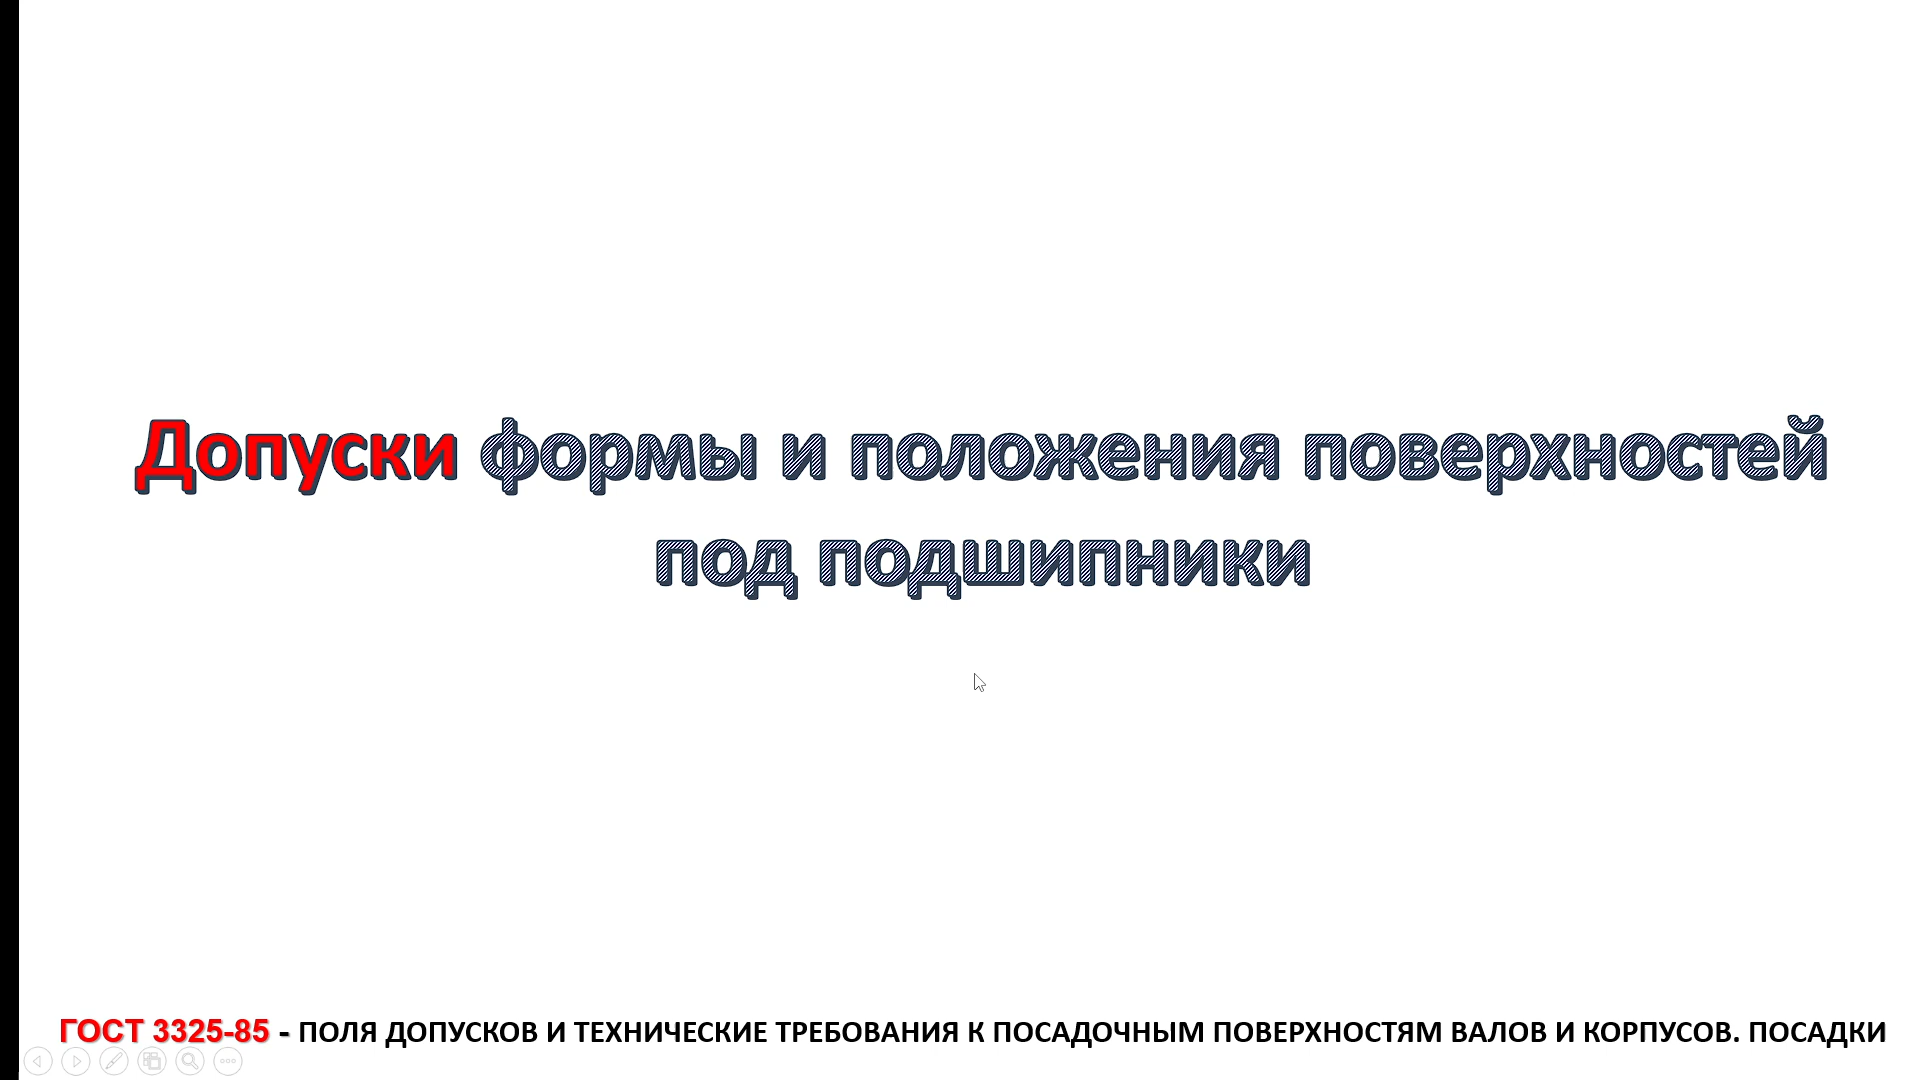 Допуски формы и положения поверхностей
под подшипники
ГОСТ 3325-85 - ПОЛЯ ДОПУСКОВ И ТЕХНИЧЕСКИЕ ТРЕБОВАНИЯ К ПОСАДОЧНЫМ ПОВЕРХНОСТЯМ ВАЛОВ И КОРПУСОВ. ПОСАДКИ